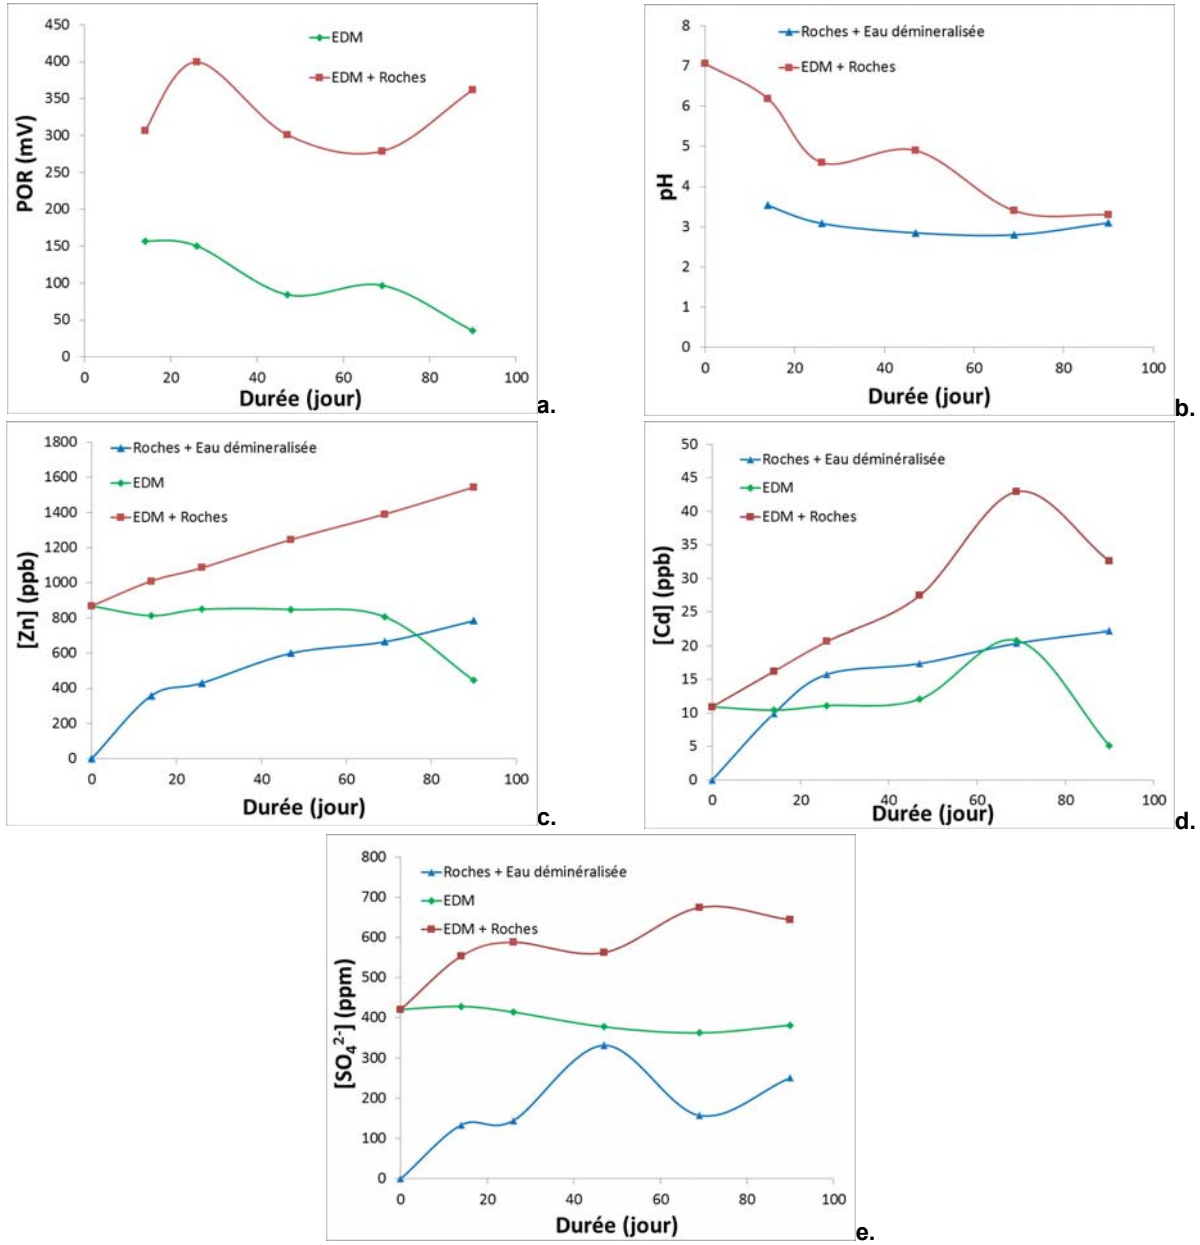 POR (mV)
450
400
350
300
250
200
150
100
50
0
EDM
EDM + Roches
0 20 40 60 80 100
Durée (jour)
a.
pH
8
7
6
5
4
3
2
1
0
Roches + Eau démineralisée
EDM + Roches
0 20 40 60 80 100
Durée (jour)
b.
[Zn] (ppb)
1800
1600
1400
1200
1000
800
600
400
200
0
Roches + Eau démineralisée
EDM
EDM + Roches
0 20 40 60 80 100
Durée (jour)
c.
[Cd] (ppb)
50
45
40
35
30
25
20
15
10
5
0
Roches + Eau déminéralisée
EDM
EDM + Roches
0 20 40 60 80 100
Durée (jour)
d.
[SO₄²⁻] (ppm)
800
700
600
500
400
300
200
100
0
Roches + Eau déminéralisée
EDM
EDM + Roches
0 20 40 60 80 100
Durée (jour)
e.